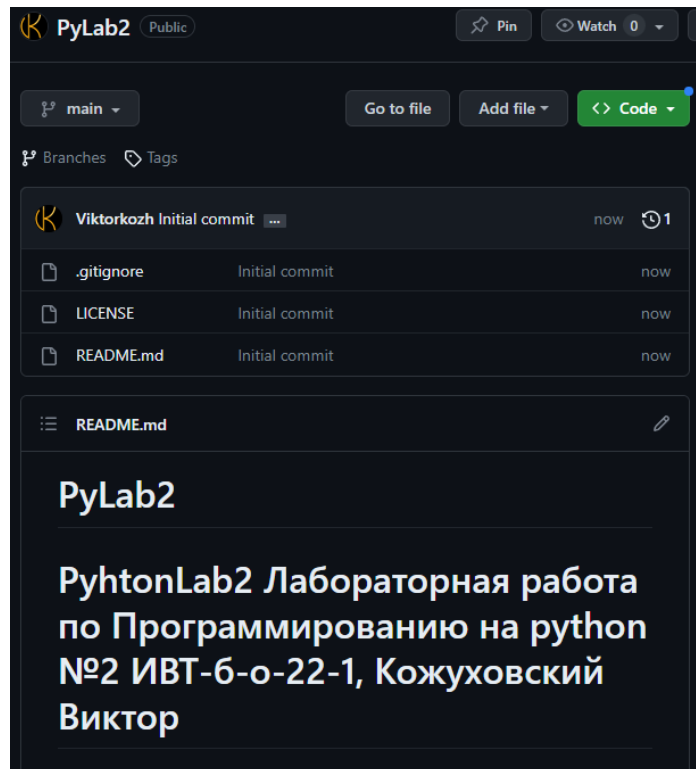 PyLab2 Public
Pin
Watch 0
main
Go to file
Add file
<> Code
Branches
Tags
Viktorkozh Initial commit ... now 1
.gitignore Initial commit now
LICENSE Initial commit now
README.md Initial commit now
README.md
PyLab2
PyhtonLab2 Лабораторная работа
по Программированию на python
№2 ИВТ-б-о-22-1, Кожуховский
Виктор